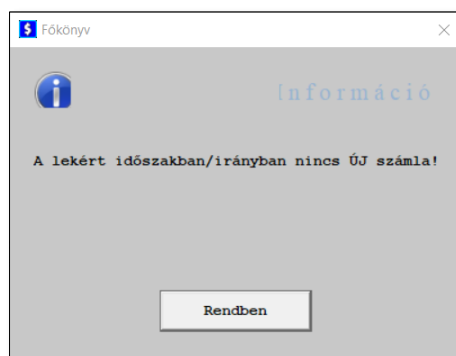 Főkönyv
Információ
A lekért időszakban/irányban nincs ÚJ számla!
Rendben